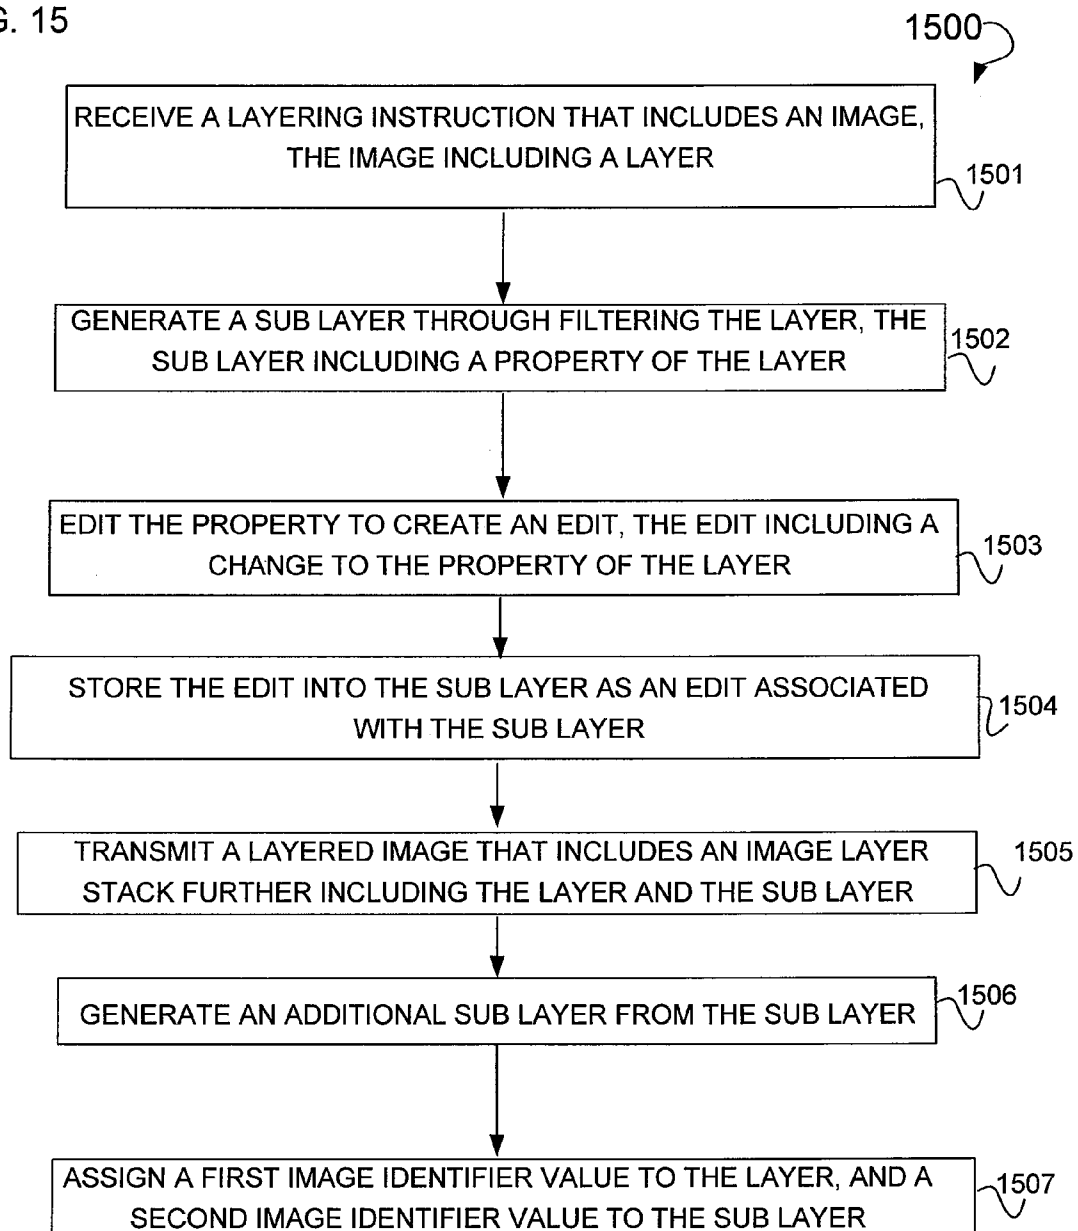 G. 15
1500
RECEIVE A LAYERING INSTRUCTION THAT INCLUDES AN IMAGE,
THE IMAGE INCLUDING A LAYER
1501
GENERATE A SUB LAYER THROUGH FILTERING THE LAYER, THE
SUB LAYER INCLUDING A PROPERTY OF THE LAYER
1502
EDIT THE PROPERTY TO CREATE AN EDIT, THE EDIT INCLUDING A
CHANGE TO THE PROPERTY OF THE LAYER
1503
STORE THE EDIT INTO THE SUB LAYER AS AN EDIT ASSOCIATED
WITH THE SUB LAYER
1504
TRANSMIT A LAYERED IMAGE THAT INCLUDES AN IMAGE LAYER
STACK FURTHER INCLUDING THE LAYER AND THE SUB LAYER
1505
GENERATE AN ADDITIONAL SUB LAYER FROM THE SUB LAYER
1506
ASSIGN A FIRST IMAGE IDENTIFIER VALUE TO THE LAYER, AND A
SECOND IMAGE IDENTIFIER VALUE TO THE SUB LAYER
1507